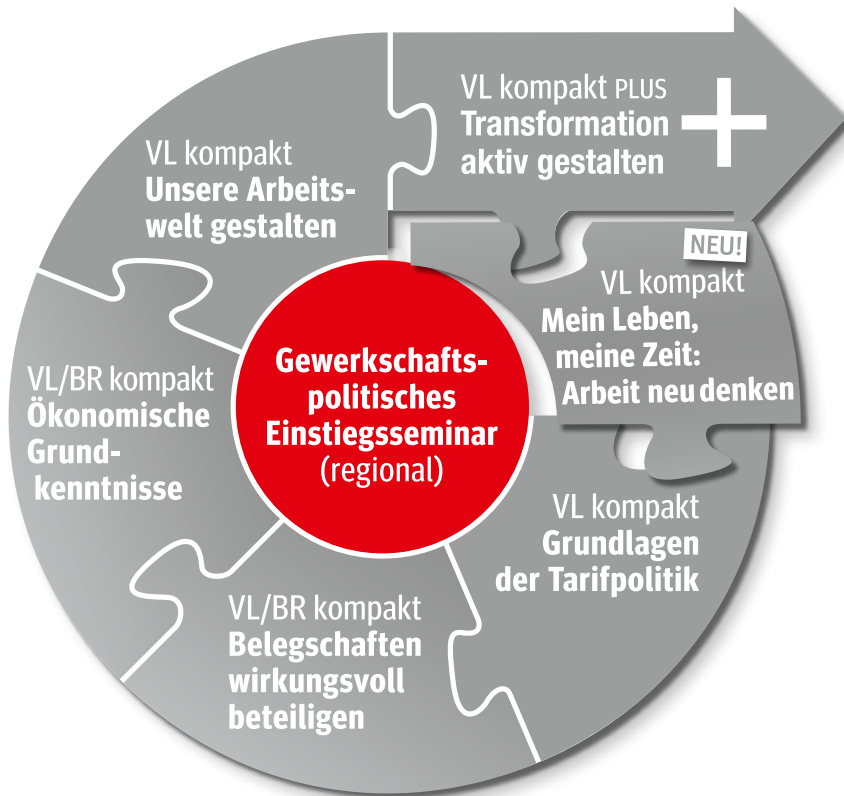 VL kompakt PLUS
Transformation
aktiv gestalten
+
VL kompakt
Unsere Arbeits-
welt gestalten
NEU!
VL kompakt
Mein Leben,
meine Zeit:
Arbeit neu denken
Gewerkschafts-
politisches
Einstiegsseminar
(regional)
VL/BR kompakt
Ökonomische
Grund-
kenntnisse
VL kompakt
Grundlagen
der Tarifpolitik
VL/BR kompakt
Belegschaften
wirkungsvoll
beteiligen